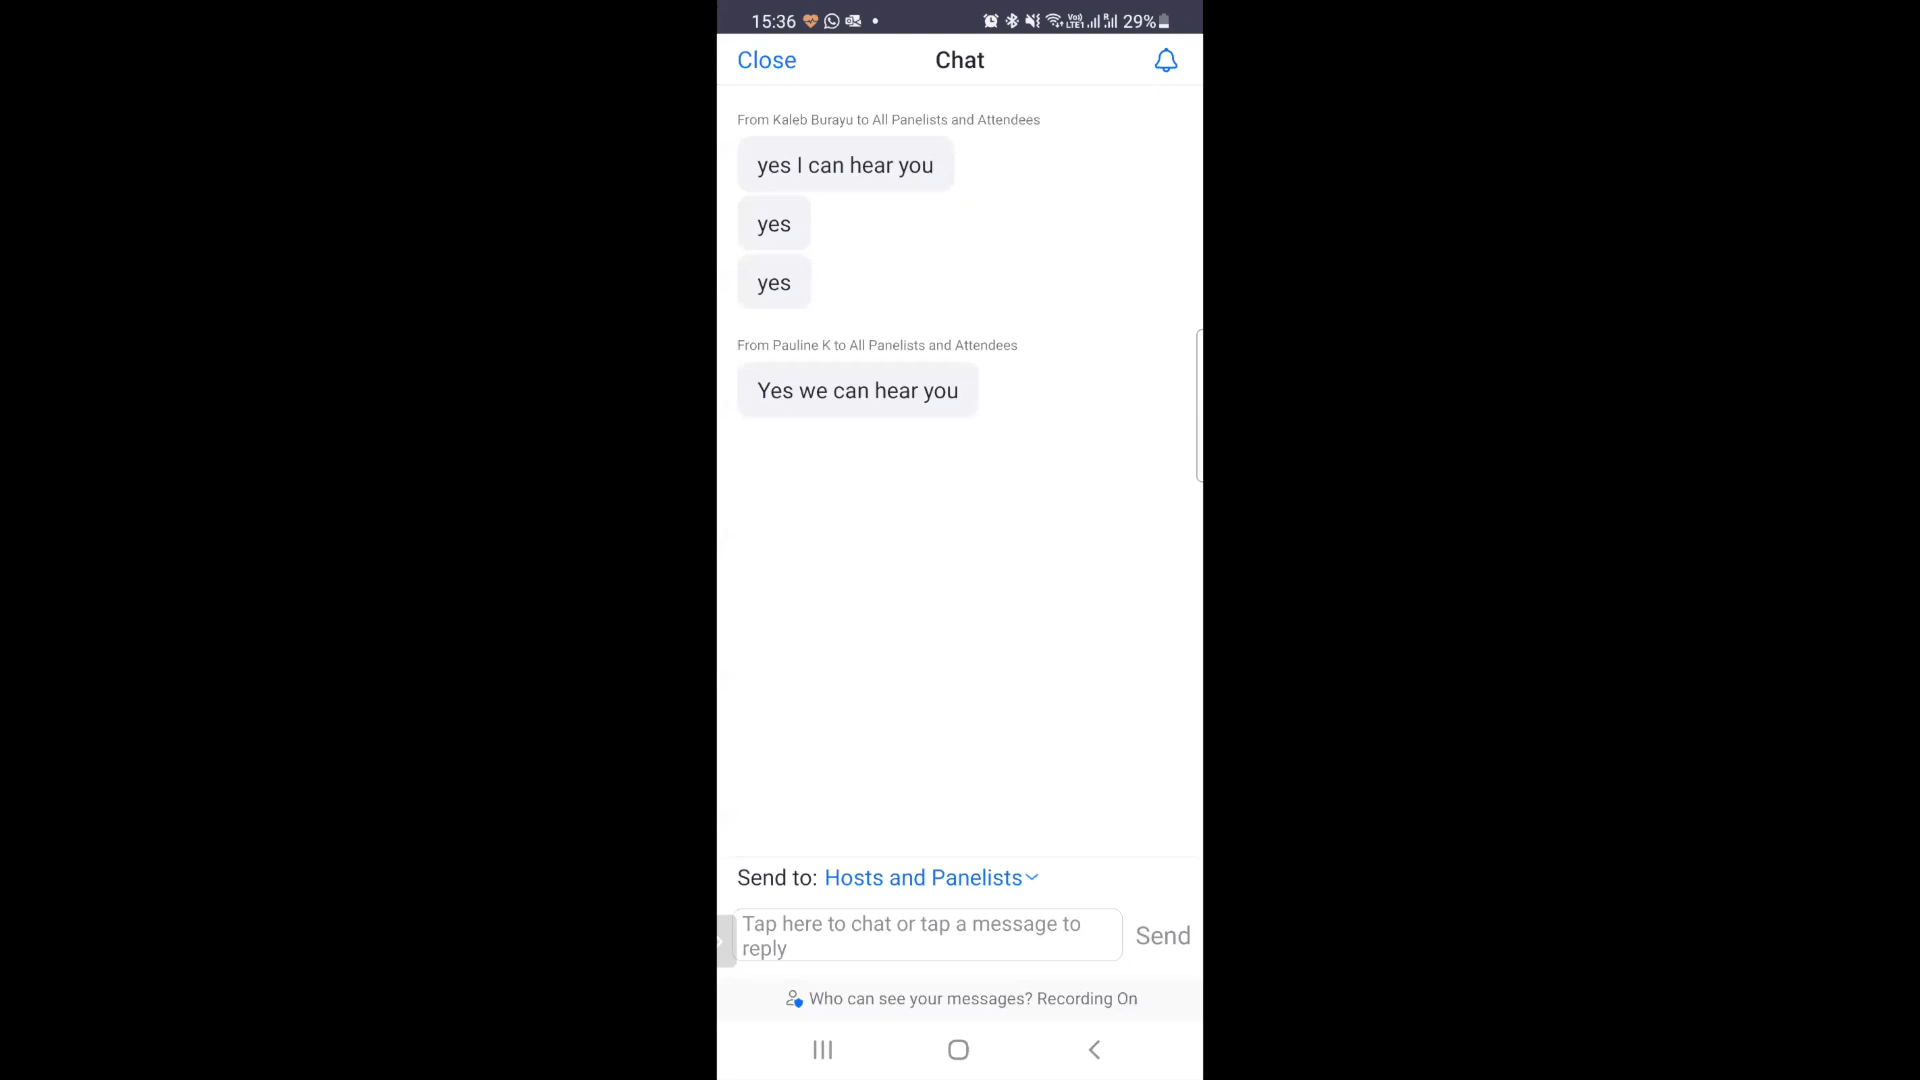 15:36
29%
Close
Chat
From Kaleb Burayu to All Panelists and Attendees
yes I can hear you
yes
yes
From Pauline K to All Panelists and Attendees
Yes we can hear you
Send to: Hosts and Panelists
Tap here to chat or tap a message to
reply
Send
Who can see your messages? Recording On